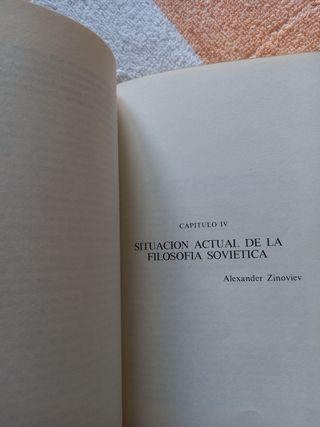 CAPITULO IV
SITUACION ACTUAL DE LA
FILOSOFIA SOVIETICA
Alexander Zinoviev